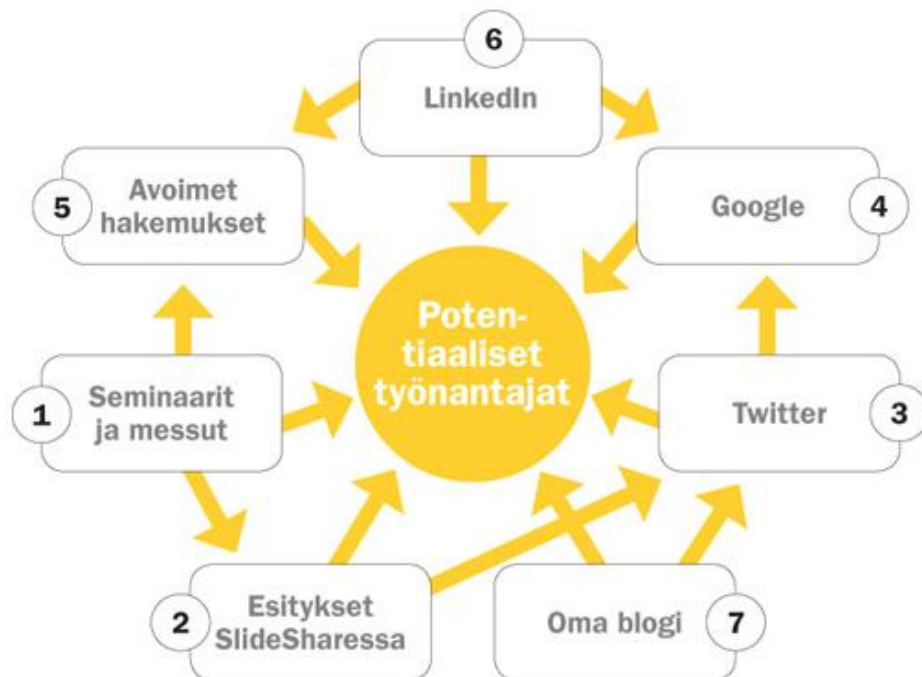 6
LinkedIn
5
Avoimet
hakemukset
Google
4
Poten-
tiaaliset
työnantajat
1
Seminaarit
ja messut
Twitter
3
2
Esitykset
SlideSharessa
Oma blogi
7